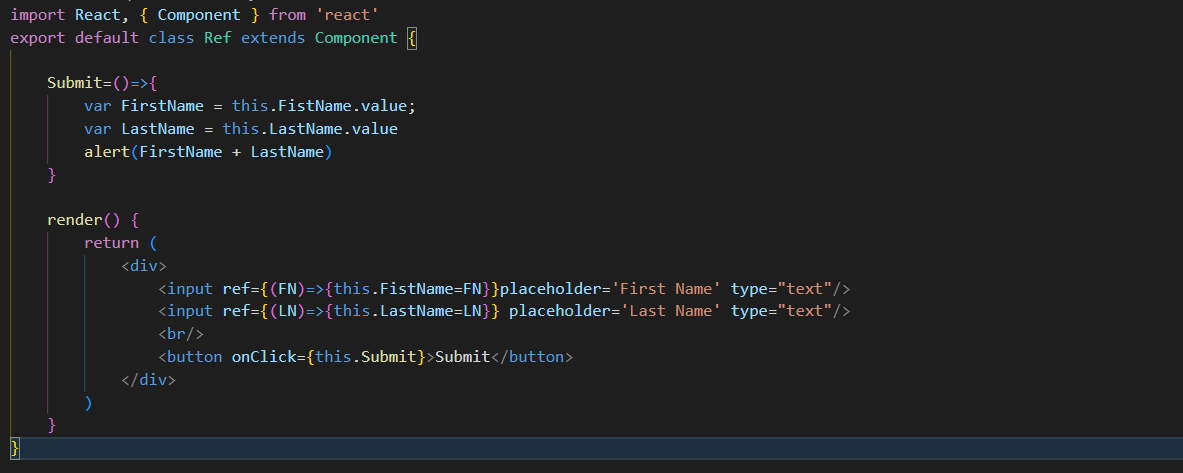 import React, { Component } from 'react'
export default class Ref extends Component {
Submit=()=>{
var FirstName = this.FistName.value;
var LastName = this.LastName.value
alert(FirstName + LastName)
}
render() {
return (
<div>
<input ref={(FN)=>{this.FistName=FN}}placeholder='First Name' type="text"/>
<input ref={(LN)=>{this.LastName=LN}} placeholder='Last Name' type="text"/>
<br/>
<button onClick={this.Submit}>Submit</button>
</div>
)
}
}